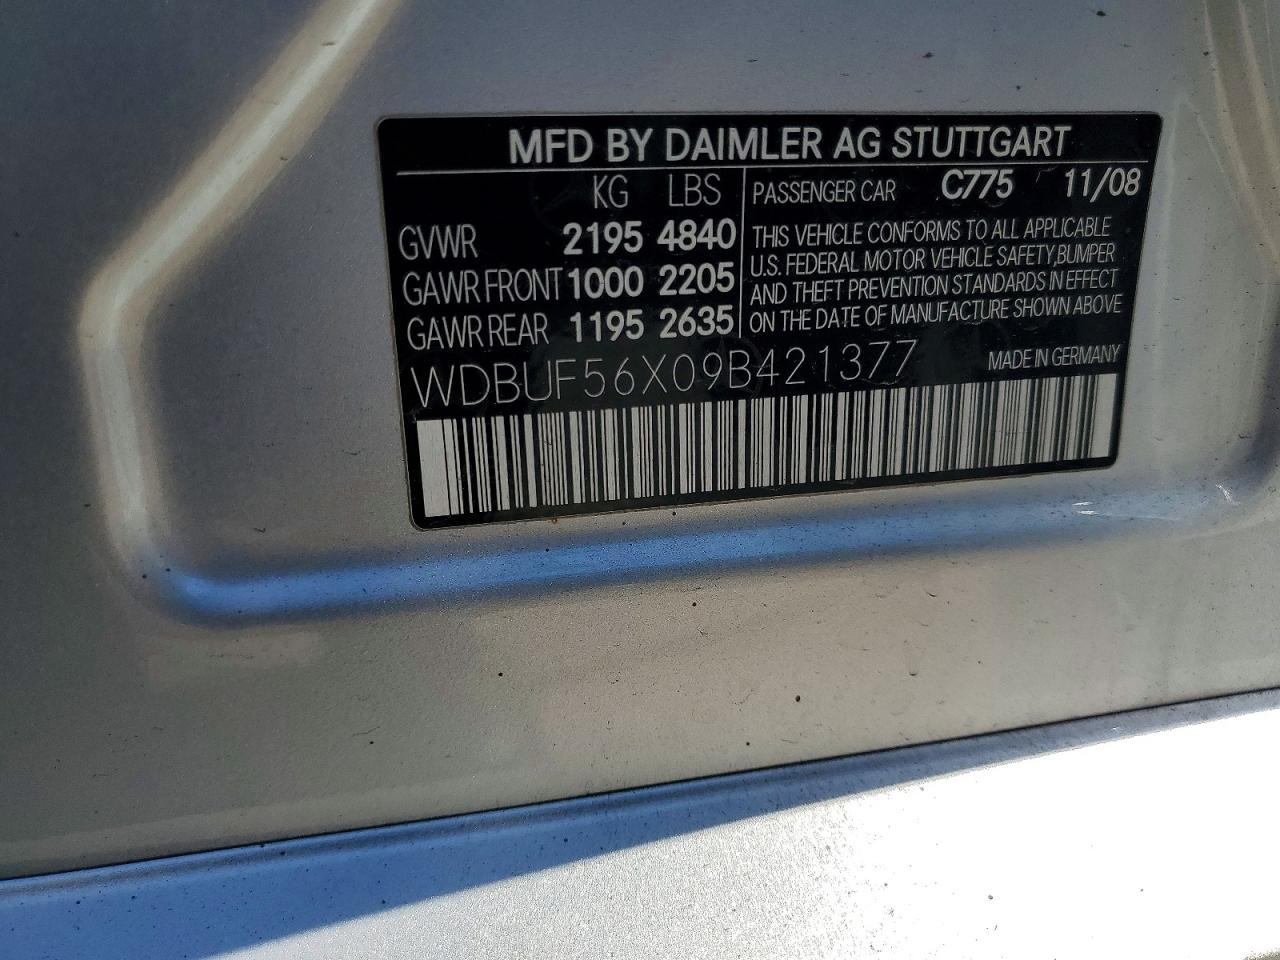 MFD BY DAIMLER AG STUTTGART
KG LBS
GVWR 2195 4840
GAWR FRONT 1000 2205
GAWR REAR 1195 2635
PASSENGER CAR C775 11/08
THIS VEHICLE CONFORMS TO ALL APPLICABLE
U.S. FEDERAL MOTOR VEHICLE SAFETY,BUMPER
AND THEFT PREVENTION STANDARDS IN EFFECT
ON THE DATE OF MANUFACTURE SHOWN ABOVE
WDBUF56X09B421377
MADE IN GERMANY